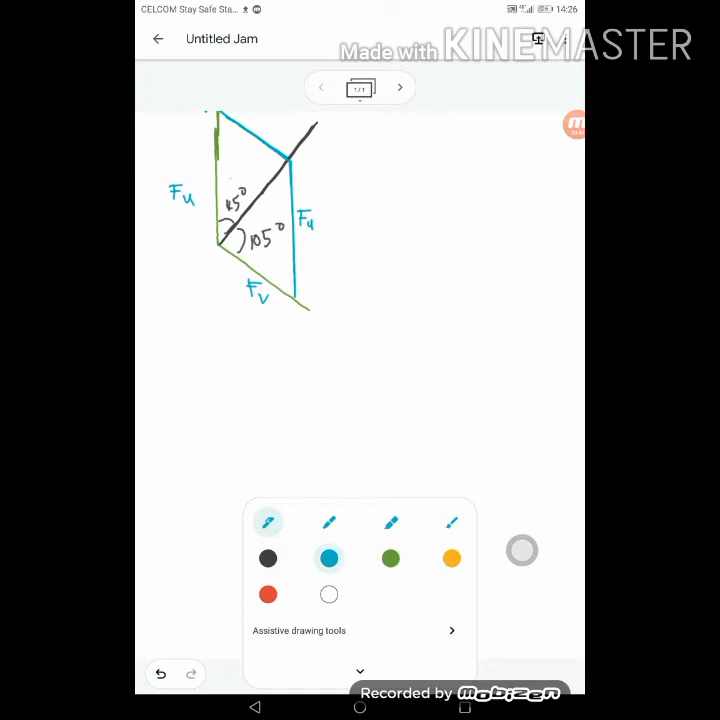 CELCOM Stay Safe Sta...
14:26
Untitled Jam
Made with KINEMASTER
1 / 1
Fu
45°
Fu
105°
Fv
Assistive drawing tools
Recorded by mobizen